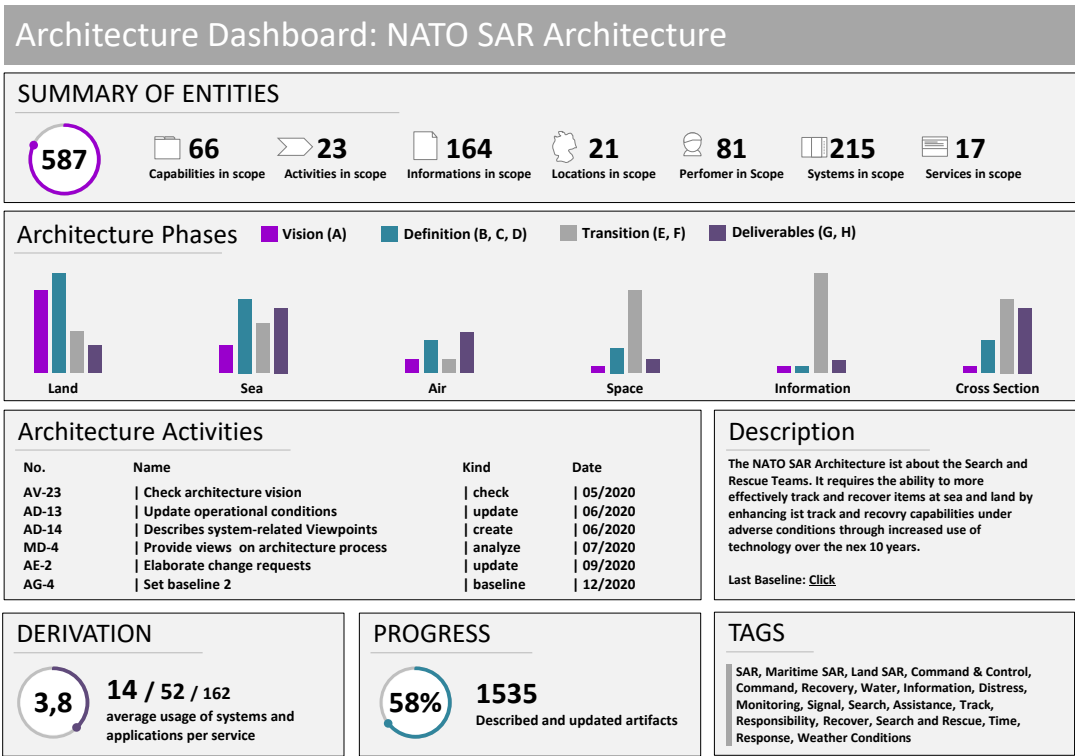 Architecture Dashboard: NATO SAR Architecture
SUMMARY OF ENTITIES
587
66
Capabilities in scope
23
Activities in scope
164
Informations in scope
21
Locations in scope
81
Perfomer in Scope
215
Systems in scope
17
Services in scope
Architecture Phases
Vision (A)
Definition (B, C, D)
Transition (E, F)
Deliverables (G, H)
Land
Sea
Air
Space
Information
Cross Section
Architecture Activities
No. Name Kind Date
AV-23 | Check architecture vision | check | 05/2020
AD-13 | Update operational conditions | update | 06/2020
AD-14 | Describes system-related Viewpoints | create | 06/2020
MD-4 | Provide views on architecture process | analyze | 07/2020
AE-2 | Elaborate change requests | update | 09/2020
AG-4 | Set baseline 2 | baseline | 12/2020
Description
The NATO SAR Architecture ist about the Search and
Rescue Teams. It requires the ability to more
effectively track and recover items at sea and land by
enhancing ist track and recovry capabilities under
adverse conditions through increased use of
technology over the nex 10 years.
Last Baseline: Click
DERIVATION
3,8
14 / 52 / 162
average usage of systems and
applications per service
PROGRESS
58%
1535
Described and updated artifacts
TAGS
SAR, Maritime SAR, Land SAR, Command & Control,
Command, Recovery, Water, Information, Distress,
Monitoring, Signal, Search, Assistance, Track,
Responsibility, Recover, Search and Rescue, Time,
Response, Weather Conditions